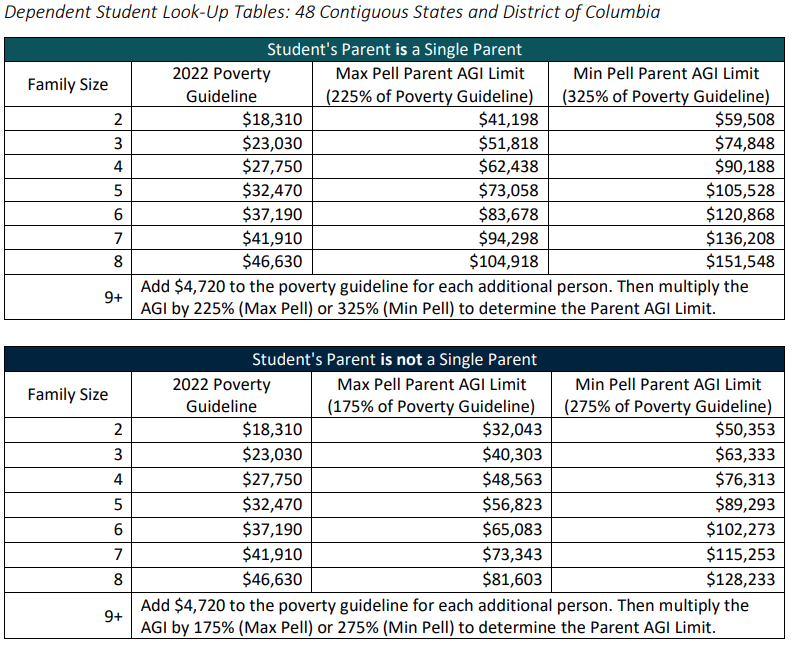 Dependent Student Look-Up Tables: 48 Contiguous States and District of Columbia
Student's Parent is a Single Parent
Family Size 2022 Poverty Guideline Max Pell Parent AGI Limit (225% of Poverty Guideline) Min Pell Parent AGI Limit (325% of Poverty Guideline)
2 $18,310 $41,198 $59,508
3 $23,030 $51,818 $74,848
4 $27,750 $62,438 $90,188
5 $32,470 $73,058 $105,528
6 $37,190 $83,678 $120,868
7 $41,910 $94,298 $136,208
8 $46,630 $104,918 $151,548
9+ Add $4,720 to the poverty guideline for each additional person. Then multiply the
AGI by 225% (Max Pell) or 325% (Min Pell) to determine the Parent AGI Limit.
Student's Parent is not a Single Parent
Family Size 2022 Poverty Guideline Max Pell Parent AGI Limit (175% of Poverty Guideline) Min Pell Parent AGI Limit (275% of Poverty Guideline)
2 $18,310 $32,043 $50,353
3 $23,030 $40,303 $63,333
4 $27,750 $48,563 $76,313
5 $32,470 $56,823 $89,293
6 $37,190 $65,083 $102,273
7 $41,910 $73,343 $115,253
8 $46,630 $81,603 $128,233
9+ Add $4,720 to the poverty guideline for each additional person. Then multiply the
AGI by 175% (Max Pell) or 275% (Min Pell) to determine the Parent AGI Limit.